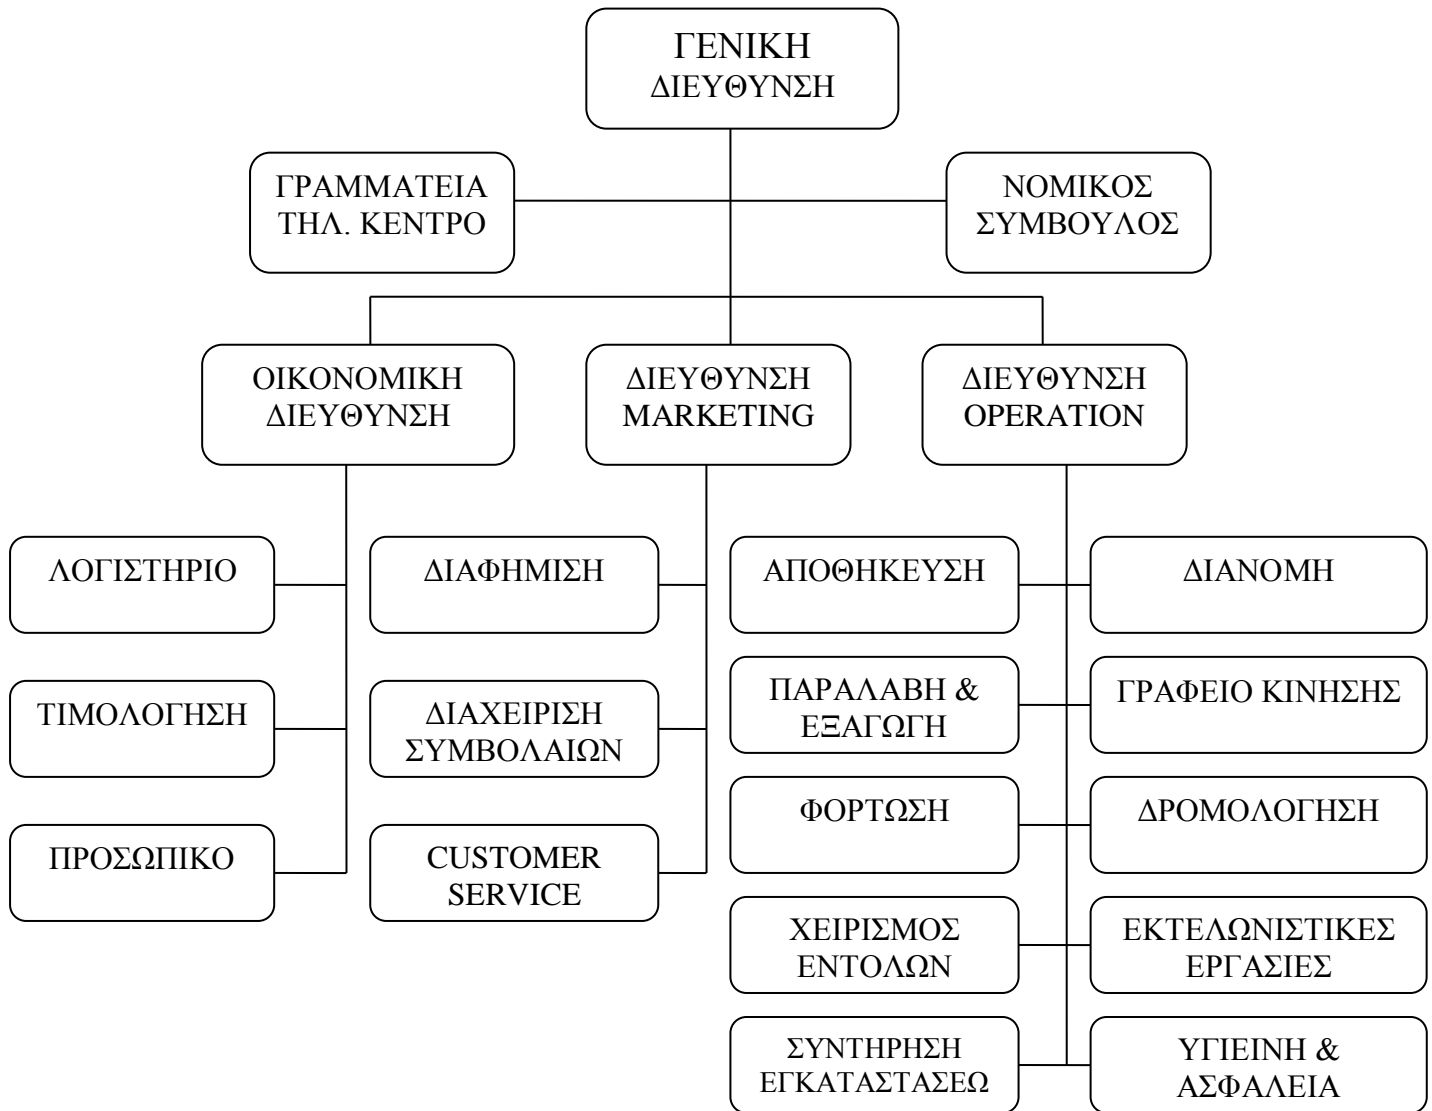 ΓΕΝΙΚΗ
ΔΙΕΥΘΥΝΣΗ
ΓΡΑΜΜΑΤΕΙΑ
ΤΗΛ. ΚΕΝΤΡΟ
ΝΟΜΙΚΟΣ
ΣΥΜΒΟΥΛΟΣ
ΟΙΚΟΝΟΜΙΚΗ
ΔΙΕΥΘΥΝΣΗ
ΔΙΕΥΘΥΝΣΗ
MARKETING
ΔΙΕΥΘΥΝΣΗ
OPERATION
ΛΟΓΙΣΤΗΡΙΟ
ΔΙΑΦΗΜΙΣΗ
ΑΠΟΘΗΚΕΥΣΗ
ΔΙΑΝΟΜΗ
ΤΙΜΟΛΟΓΗΣΗ
ΔΙΑΧΕΙΡΙΣΗ
ΣΥΜΒΟΛΑΙΩΝ
ΠΑΡΑΛΑΒΗ &
ΕΞΑΓΩΓΗ
ΓΡΑΦΕΙΟ ΚΙΝΗΣΗΣ
ΦΟΡΤΩΣΗ
ΔΡΟΜΟΛΟΓΗΣΗ
ΠΡΟΣΩΠΙΚΟ
CUSTOMER
SERVICE
ΧΕΙΡΙΣΜΟΣ
ΕΝΤΟΛΩΝ
ΕΚΤΕΛΩΝΙΣΤΙΚΕΣ
ΕΡΓΑΣΙΕΣ
ΣΥΝΤΗΡΗΣΗ
ΕΓΚΑΤΑΣΤΑΣΕΩ
ΥΓΙΕΙΝΗ &
ΑΣΦΑΛΕΙΑ